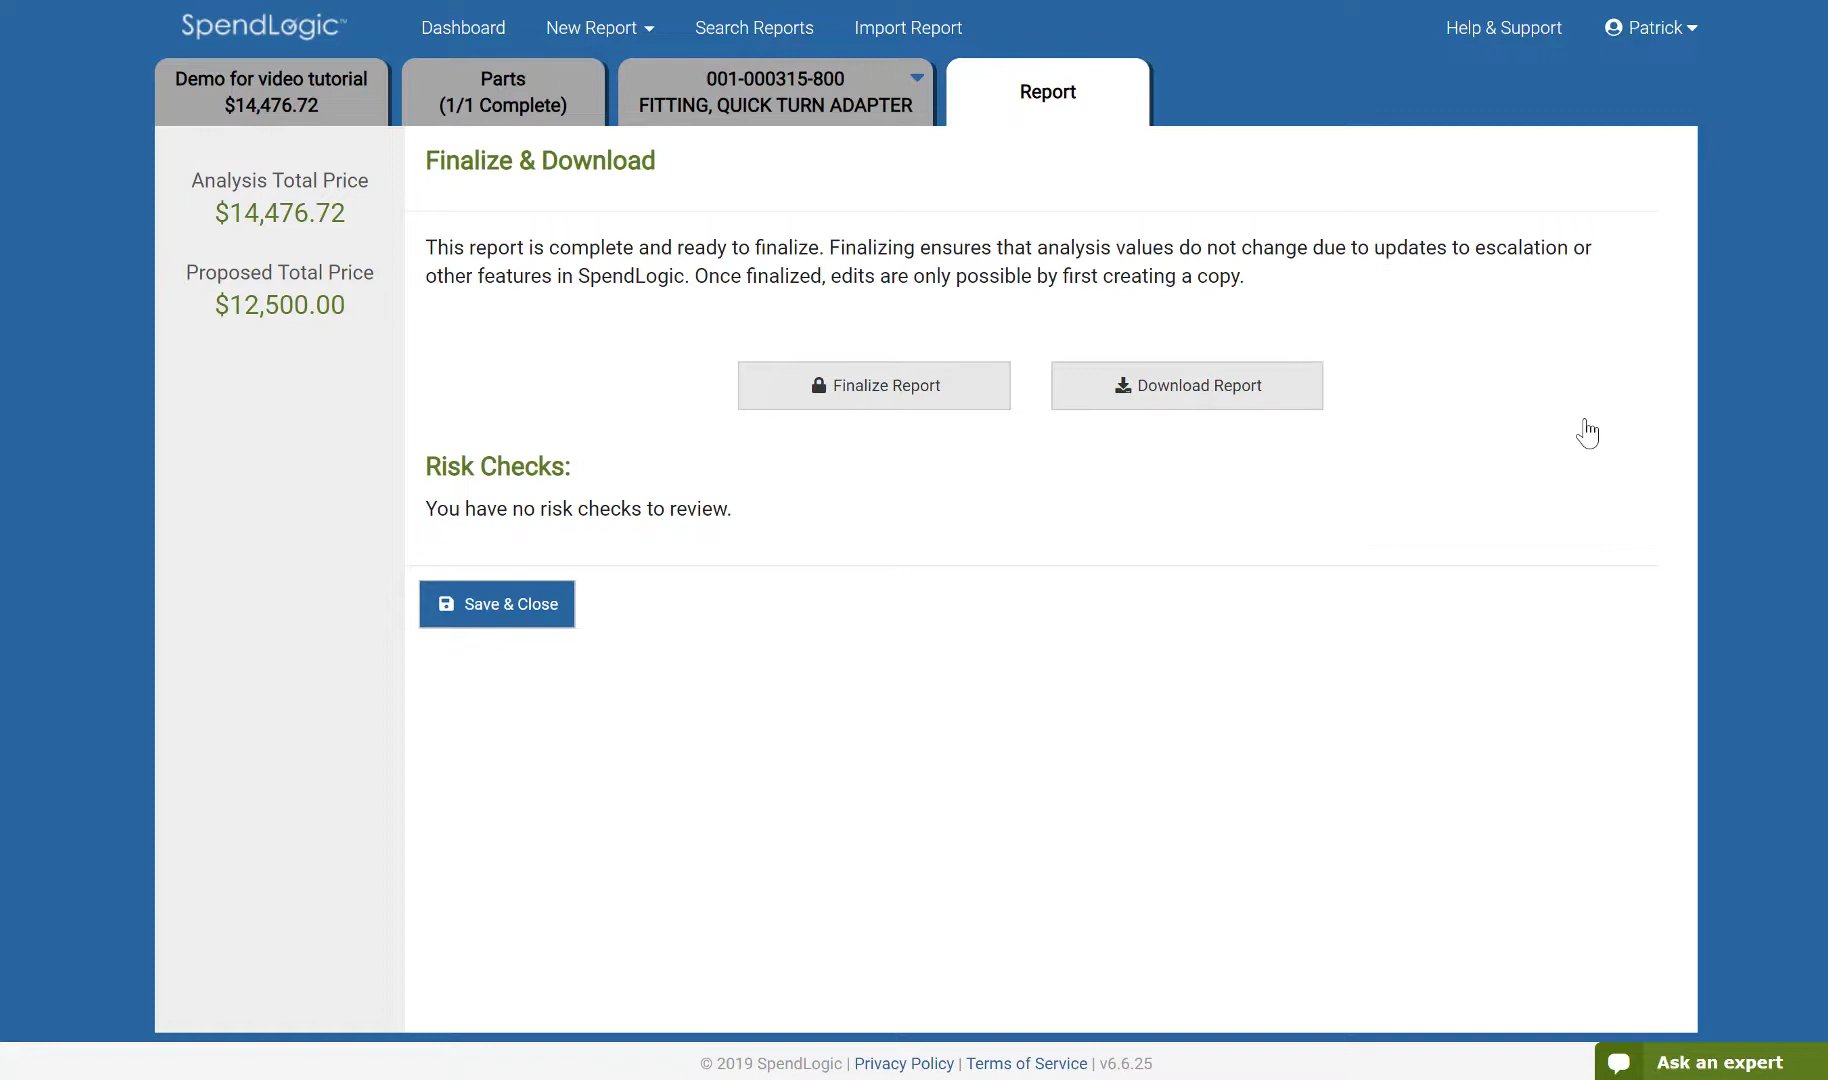 SpendLogic™
Dashboard
New Report
Search Reports
Import Report
Help & Support
Patrick
Demo for video tutorial
$14,476.72
Parts
(1/1 Complete)
001-000315-800
FITTING, QUICK TURN ADAPTER
Report
Analysis Total Price
$14,476.72
Proposed Total Price
$12,500.00
Finalize & Download
This report is complete and ready to finalize. Finalizing ensures that analysis values do not change due to updates to escalation or
other features in SpendLogic. Once finalized, edits are only possible by first creating a copy.
Finalize Report
Download Report
Risk Checks:
You have no risk checks to review.
Save & Close
© 2019 SpendLogic | Privacy Policy | Terms of Service | v6.6.25
Ask an expert